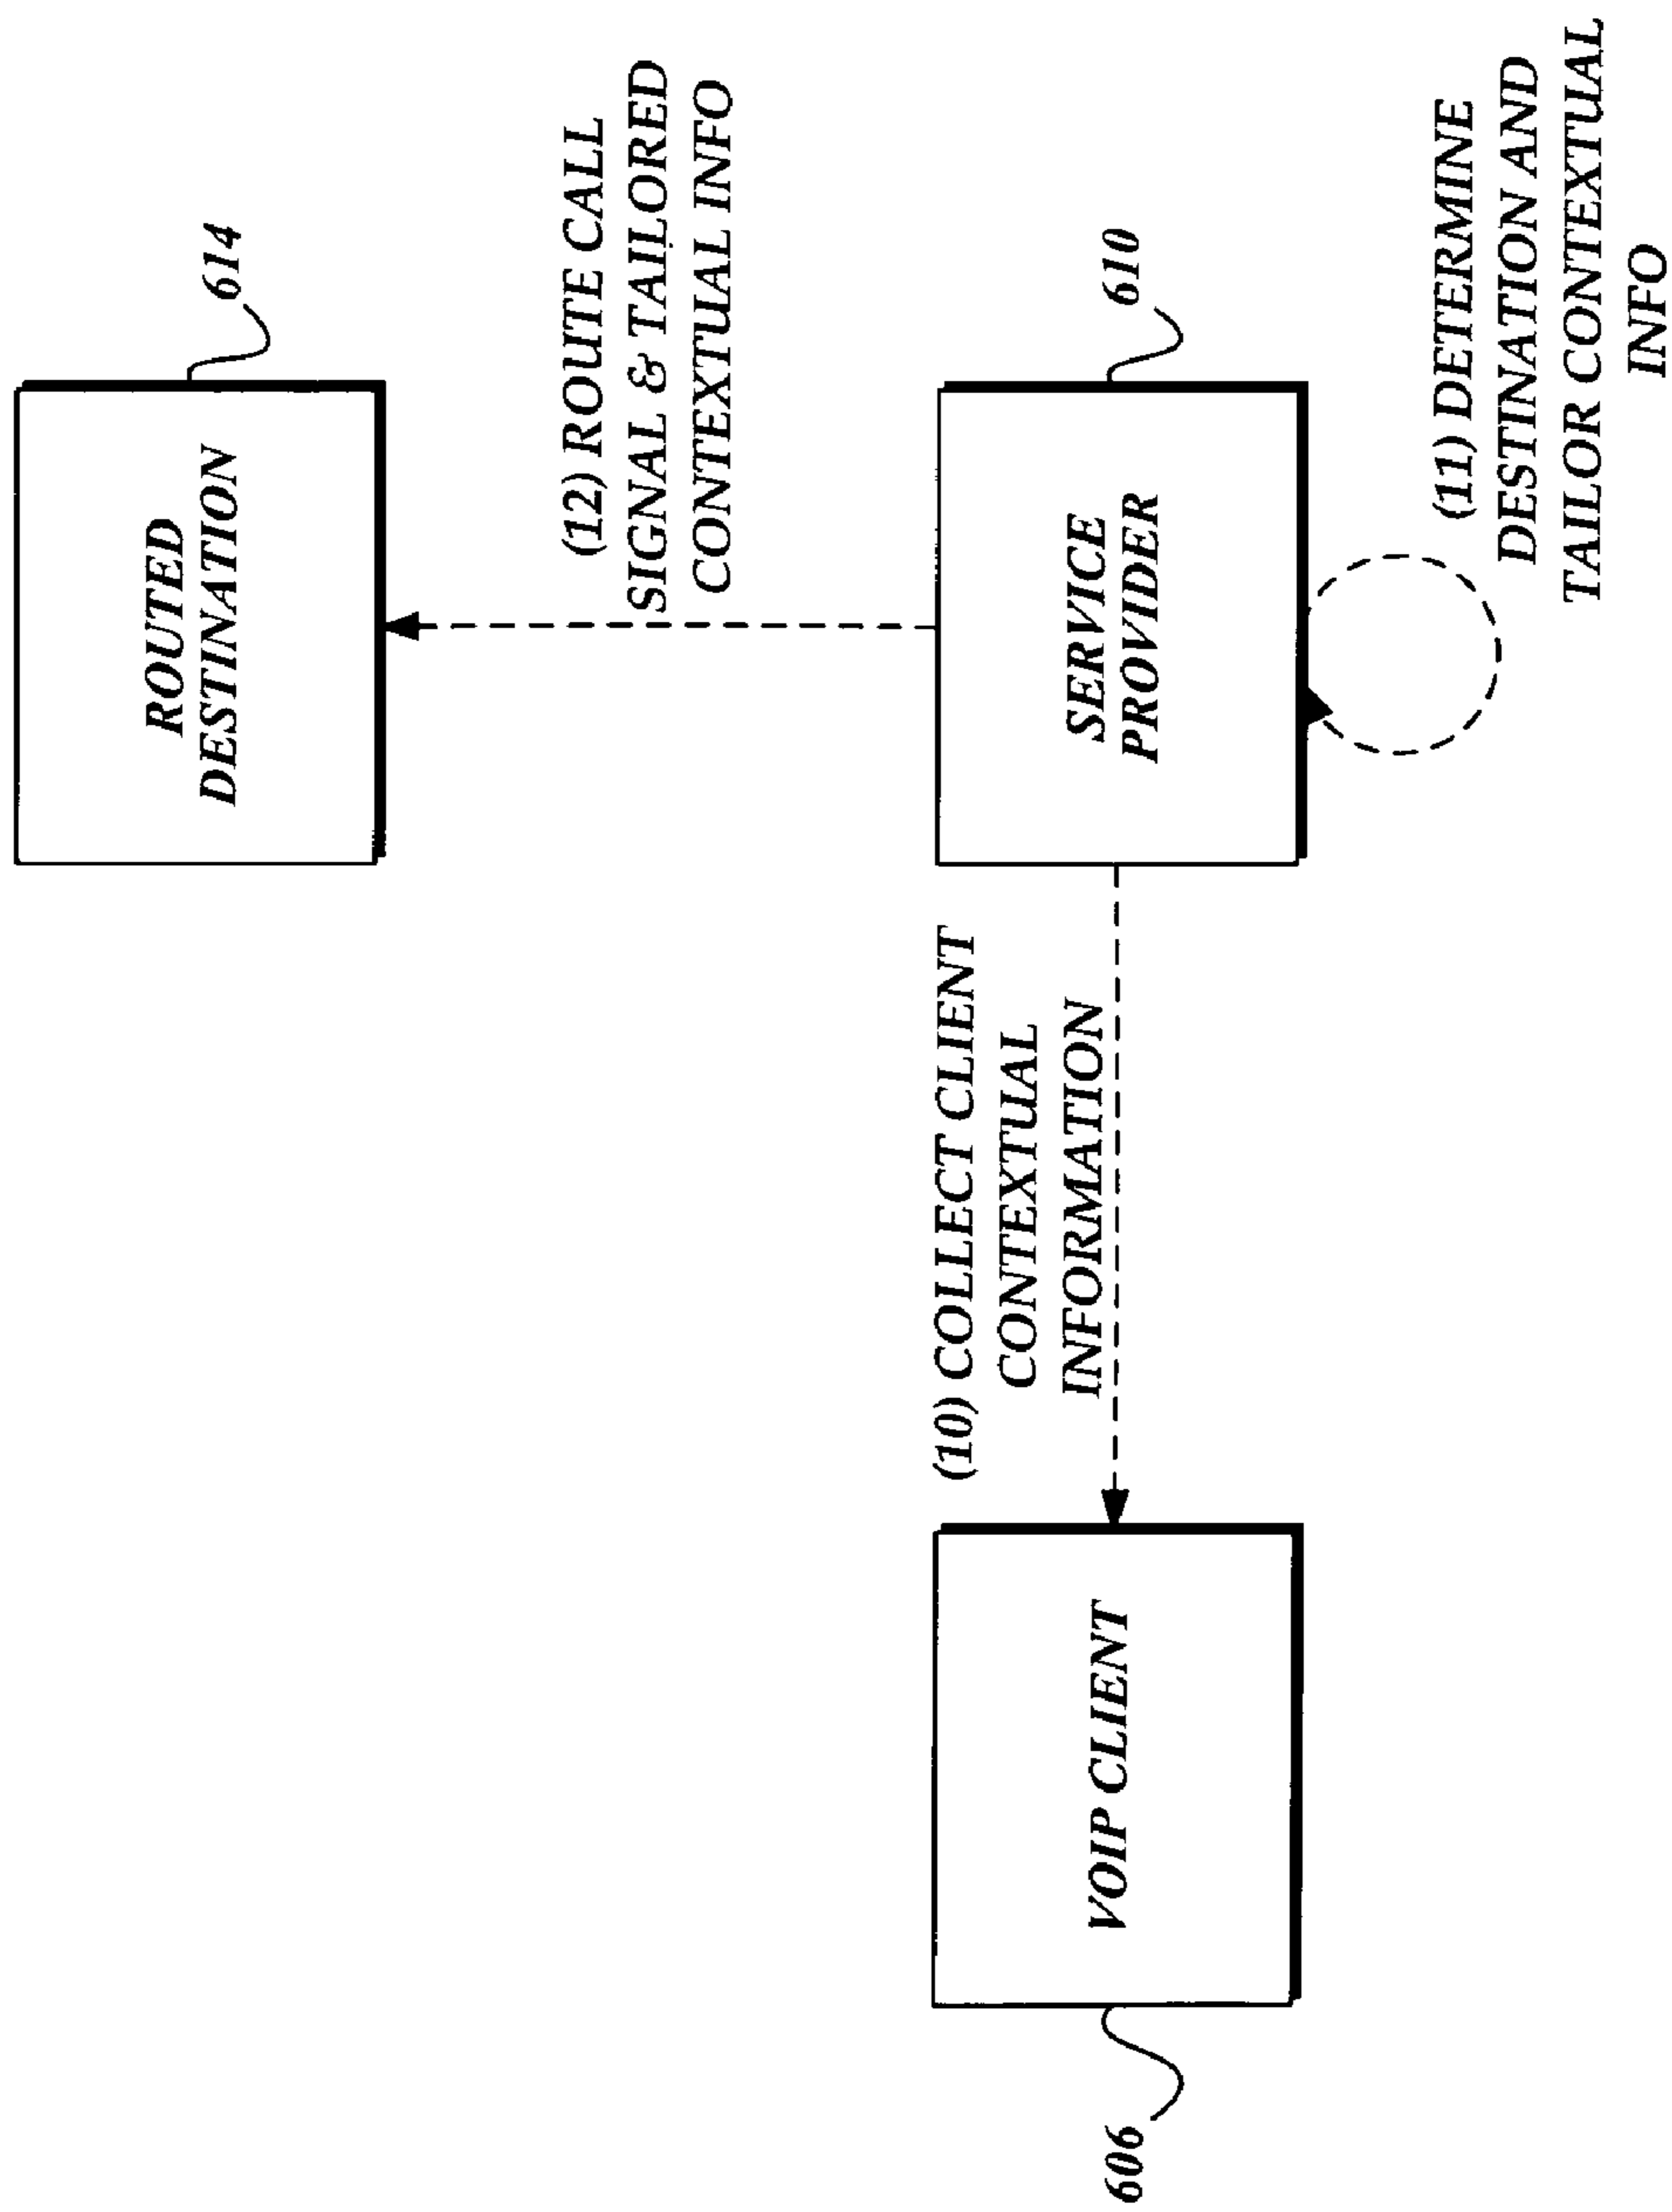 ROUTED
DESTINATION
614
(12) ROUTE CALL
SIGNAL & TAILORED
CONTEXTUAL INFO
606
VOIP CLIENT
(10) COLLECT CLIENT
CONTEXTUAL
INFORMATION
SERVICE
PROVIDER
610
(11) DETERMINE
DESTINATION AND
TAILOR CONTEXTUAL
INFO